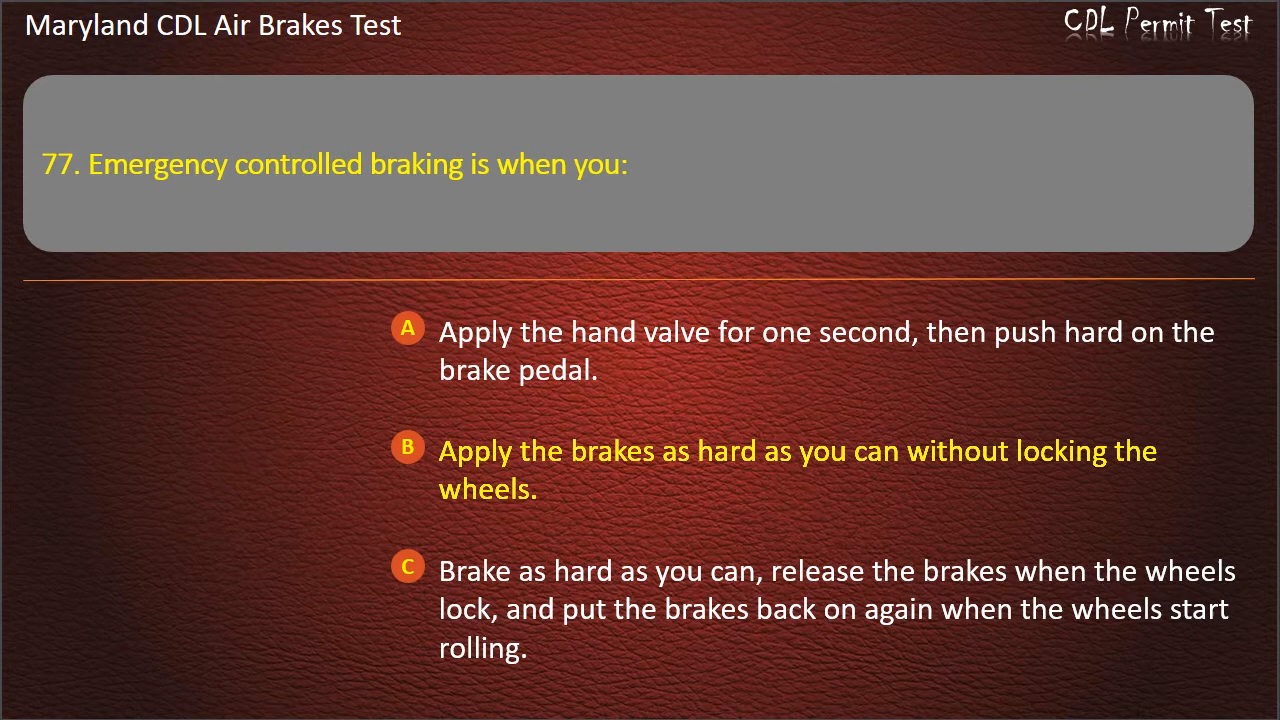 Maryland CDL Air Brakes Test
CDL Permit Test
77. Emergency controlled braking is when you:
A Apply the hand valve for one second, then push hard on the
brake pedal.
B Apply the brakes as hard as you can without locking the
wheels.
C Brake as hard as you can, release the brakes when the wheels
lock, and put the brakes back on again when the wheels start
rolling.